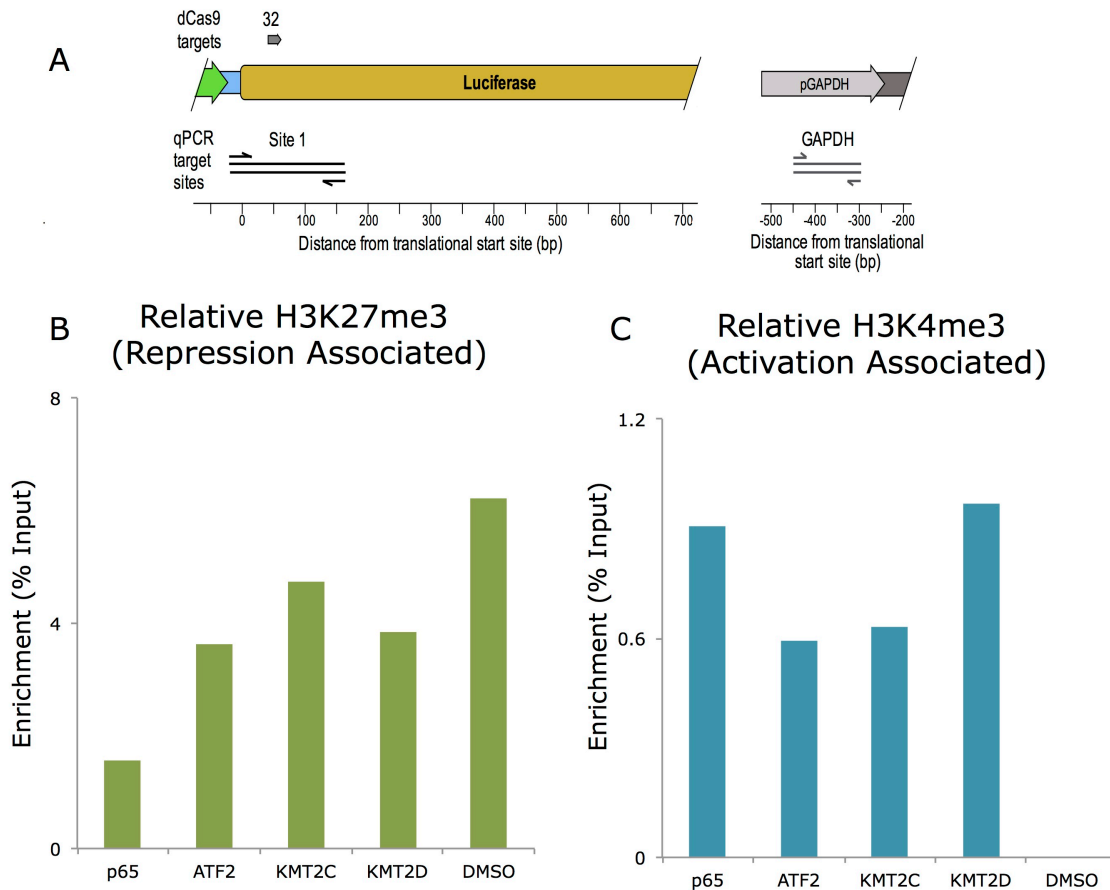 A
dCas9
targets
32
Luciferase
pGAPDH
qPCR
target
sites
Site 1
GAPDH
0 100 200 300 400 500 600 700
Distance from translational start site (bp)
-500 -400 -300 -200
Distance from translational
start site (bp)
B
Relative H3K27me3
(Repression Associated)
8
4
0
Enrichment (% Input)
p65 ATF2 KMT2C KMT2D DMSO
C
Relative H3K4me3
(Activation Associated)
1.2
0.6
0
Enrichment (% Input)
p65 ATF2 KMT2C KMT2D DMSO